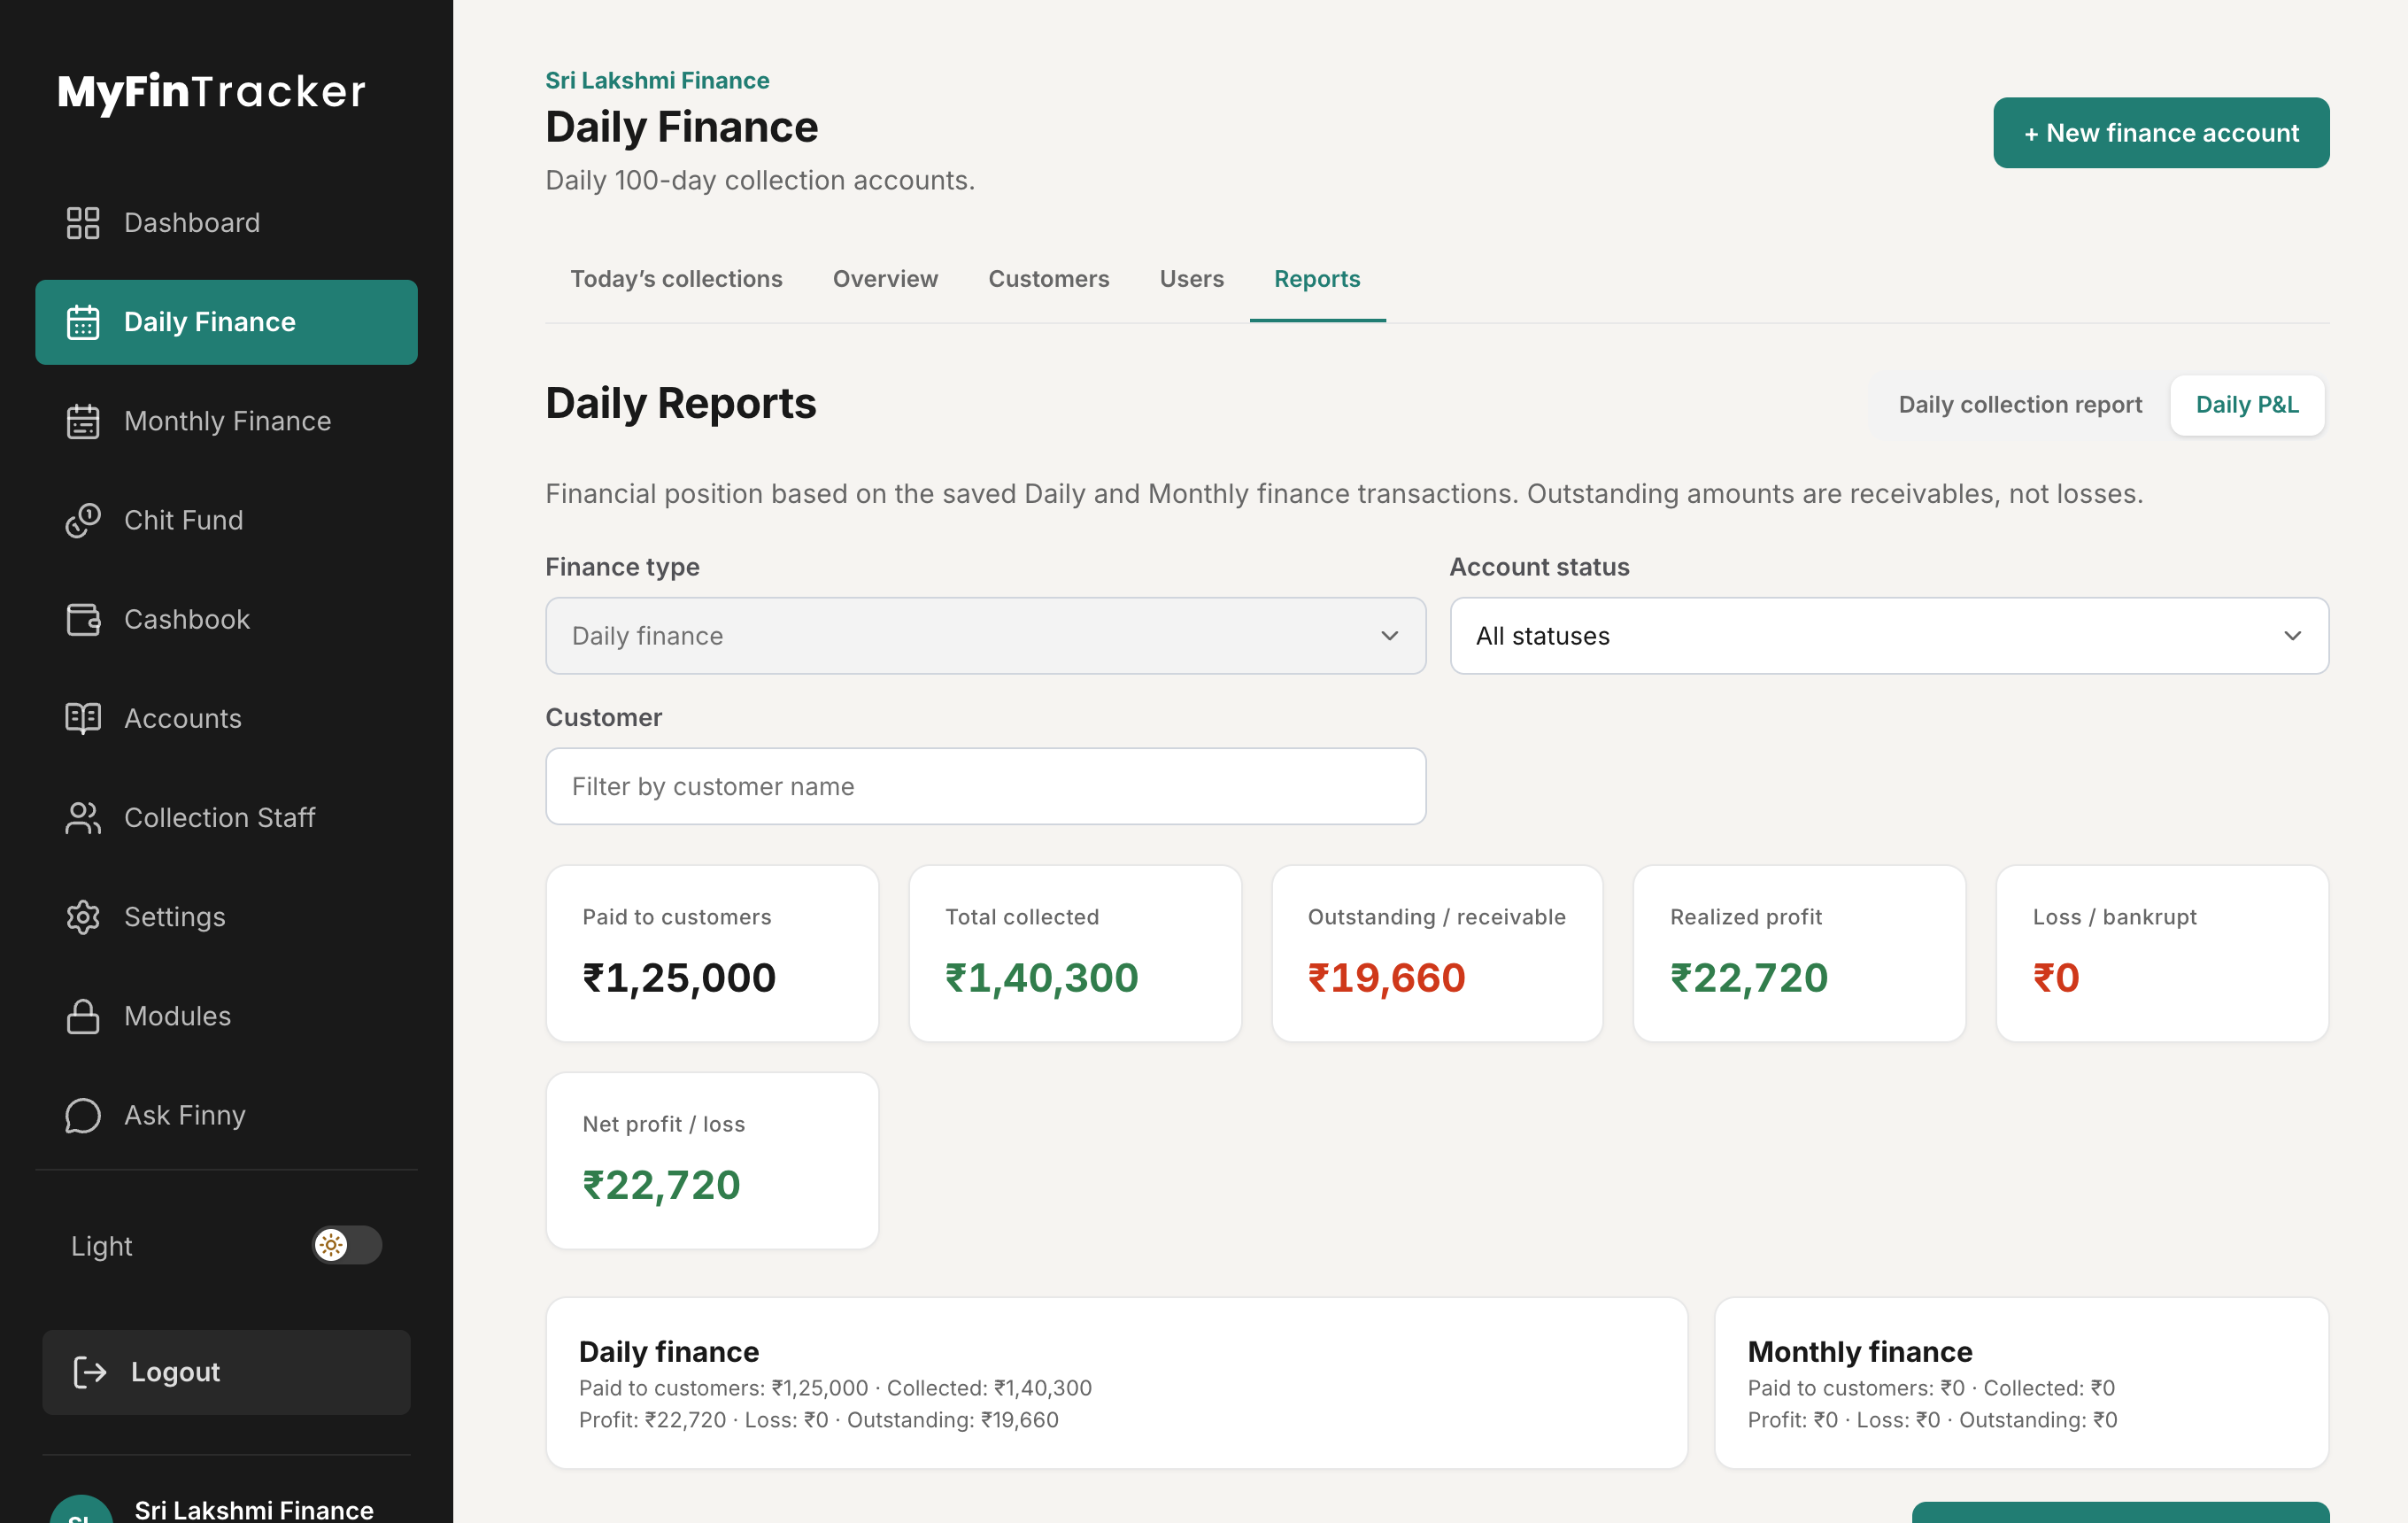 MyFinTracker
Dashboard
Daily Finance
Monthly Finance
Chit Fund
Cashbook
Accounts
Collection Staff
Settings
Modules
Ask Finny
Light
Logout
Sri Lakshmi Finance
Sri Lakshmi Finance
Daily Finance
Daily 100-day collection accounts.
+ New finance account
Today’s collections
Overview
Customers
Users
Reports
Daily Reports
Daily collection report
Daily P&L
Financial position based on the saved Daily and Monthly finance transactions. Outstanding amounts are receivables, not losses.
Finance type
Daily finance
Account status
All statuses
Customer
Filter by customer name
Paid to customers
₹1,25,000
Total collected
₹1,40,300
Outstanding / receivable
₹19,660
Realized profit
₹22,720
Loss / bankrupt
₹0
Net profit / loss
₹22,720
Daily finance
Paid to customers: ₹1,25,000 · Collected: ₹1,40,300
Profit: ₹22,720 · Loss: ₹0 · Outstanding: ₹19,660
Monthly finance
Paid to customers: ₹0 · Collected: ₹0
Profit: ₹0 · Loss: ₹0 · Outstanding: ₹0